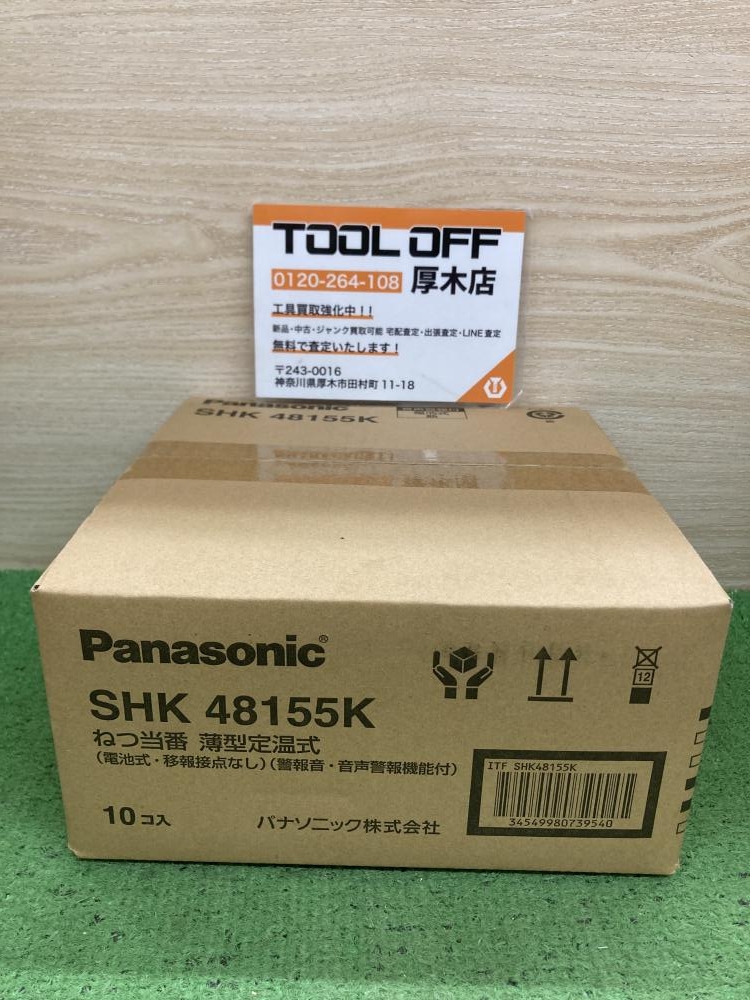 TOOL OFF
0120-264-108 厚木店
工具買取強化中！！
新品・中古・ジャンク買取可能 宅配査定・出張査定・LINE査定
無料で査定いたします！
〒243-0016
神奈川県厚木市田村町 11-18
Panasonic
SHK 48155K
Panasonic®
SHK 48155K
ねつ当番 薄型定温式
（電池式・移報接点なし）（警報音・音声警報機能付）
10コ入
パナソニック株式会社
12
ITF SHK48155K
34549980739540